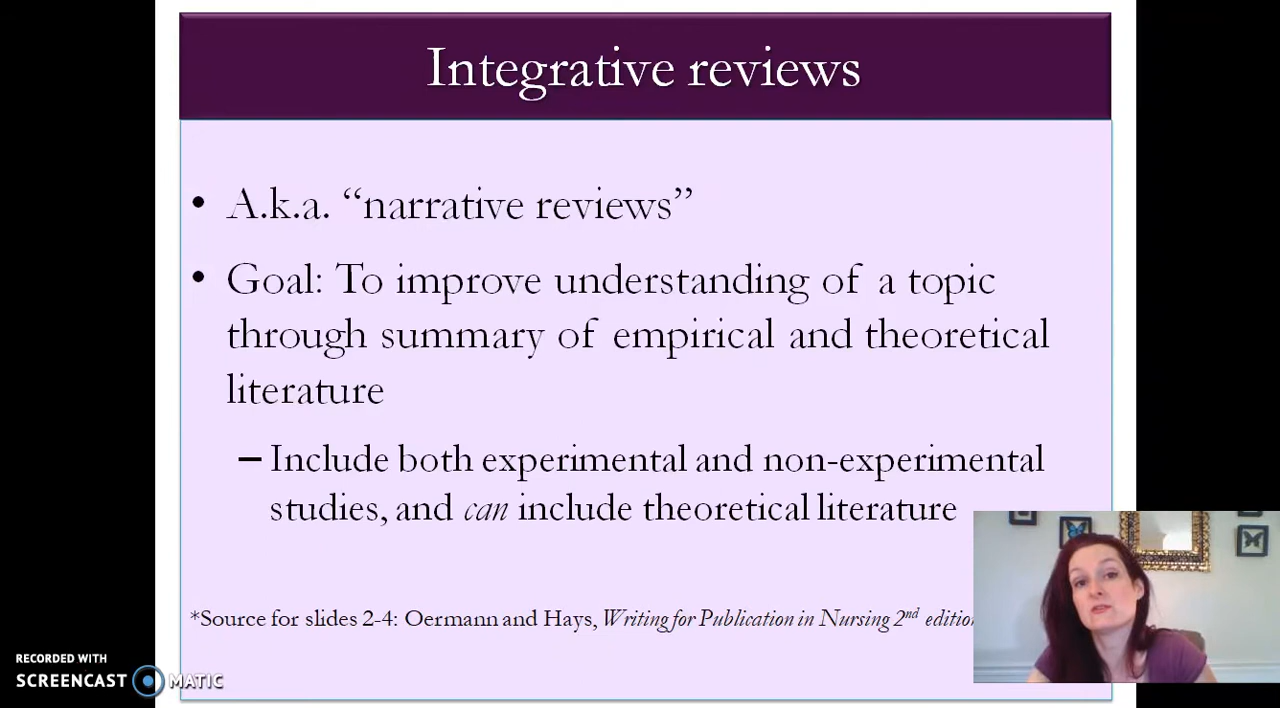 Integrative reviews
• A.k.a. “narrative reviews”
• Goal: To improve understanding of a topic
through summary of empirical and theoretical
literature
– Include both experimental and non-experimental
studies, and can include theoretical literature
*Source for slides 2-4: Oermann and Hays, Writing for Publication in Nursing 2nd edition
RECORDED WITH
SCREENCAST MATIC